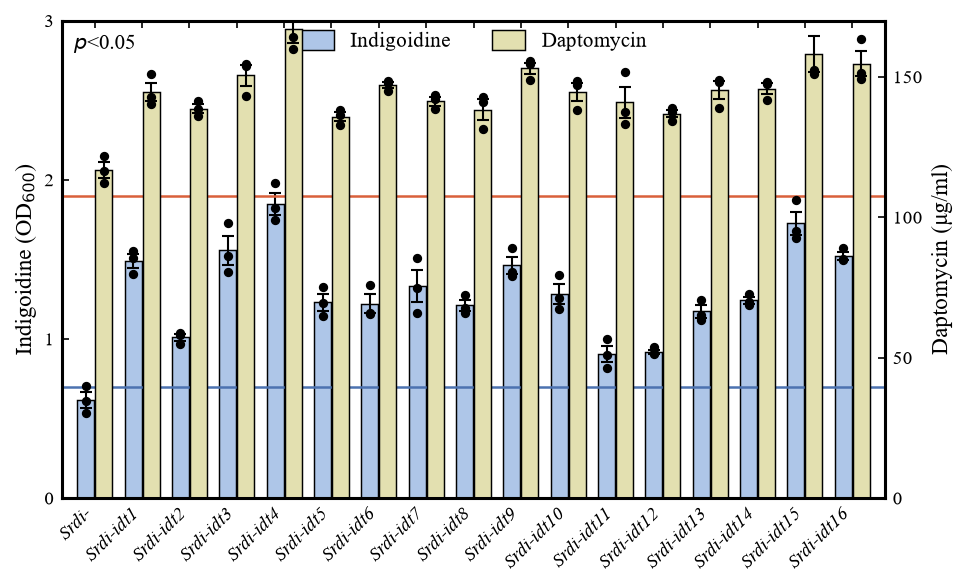 p<0.05
Indigoidine
Daptomycin
Indigoidine (OD600)
3
2
1
0
Daptomycin (μg/ml)
150
100
50
0
Srdi-
Srdi-idt1
Srdi-idt2
Srdi-idt3
Srdi-idt4
Srdi-idt5
Srdi-idt6
Srdi-idt7
Srdi-idt8
Srdi-idt9
Srdi-idt10
Srdi-idt11
Srdi-idt12
Srdi-idt13
Srdi-idt14
Srdi-idt15
Srdi-idt16